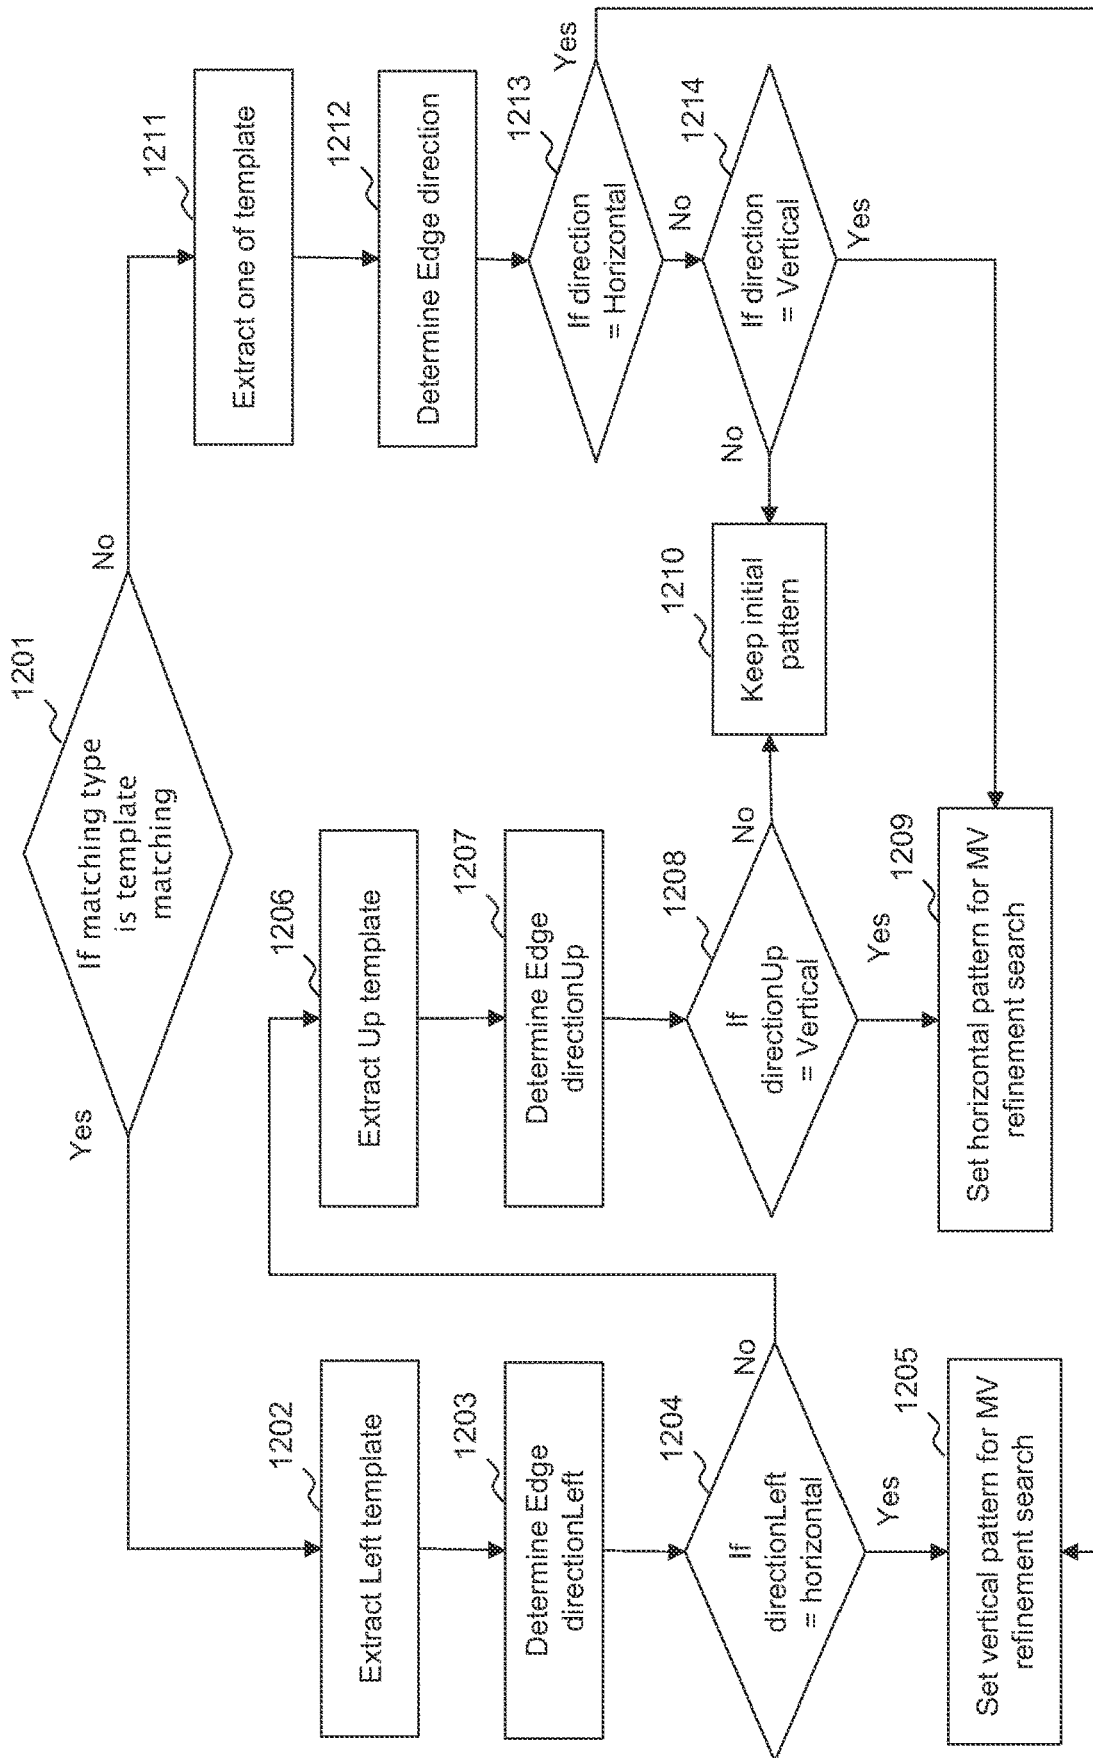 1201
If matching type
is template
matching
Yes
No
1202
Extract Left template
1203
Determine Edge
directionLeft
1204
If
directionLeft
= horizontal
No
Yes
1205
Set vertical pattern for MV
refinement search
1206
Extract Up template
1207
Determine Edge
directionUp
1208
If
directionUp
= Vertical
No
Yes
1209
Set horizontal pattern for MV
refinement search
1210
Keep initial
pattern
1211
Extract one of template
1212
Determine Edge direction
1213
If direction
= Horizontal
Yes
No
1214
If direction
= Vertical
No
Yes